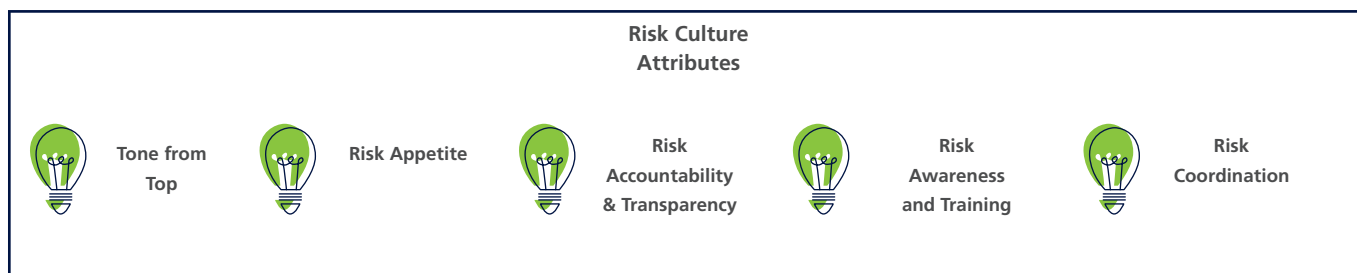 Risk Culture
Attributes
Tone from
Top
Risk Appetite
Risk
Accountability
& Transparency
Risk
Awareness
and Training
Risk
Coordination